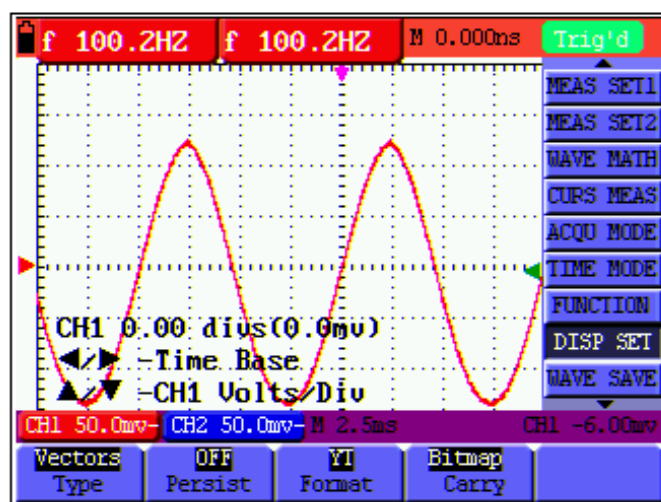 f 100.2HZ f 100.2HZ M 0.000ns Trig'd
MEAS SET1
MEAS SET2
WAVE MATH
CURS MEAS
ACQU MODE
TIME MODE
FUNCTION
DISP SET
WAVE SAVE
CH1 0.00 divs(0.0mv)
◀/▶ -Time Base
▲/▼ -CH1 Volts/Div
CH1 50.0mv- CH2 50.0mv- M 2.5ms CH1 -6.00mv
Vectors OFF YT Bitmap
Type Persist Format Carry